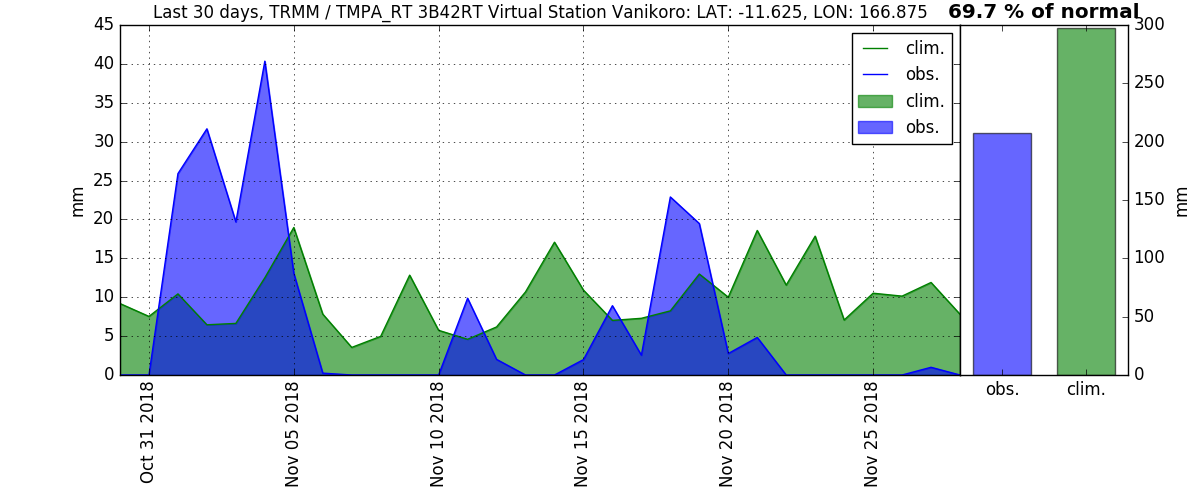 Last 30 days, TRMM / TMPA_RT 3B42RT Virtual Station Vanikoro: LAT: -11.625, LON: 166.875
69.7 % of normal
45
40
35
30
25
20
15
10
5
0
mm
clim.
obs.
clim.
obs.
Oct 31 2018
Nov 05 2018
Nov 10 2018
Nov 15 2018
Nov 20 2018
Nov 25 2018
300
250
200
150
100
50
0
mm
obs.
clim.